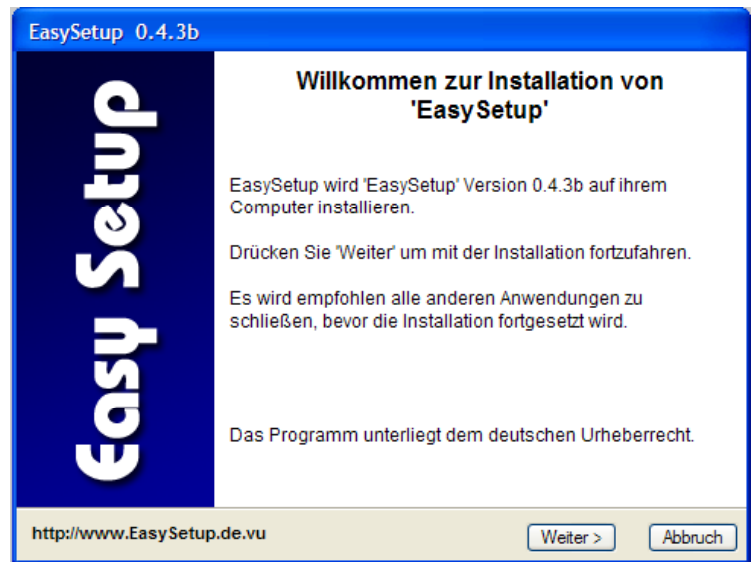 EasySetup 0.4.3b
Easy Setup
Willkommen zur Installation von
'EasySetup'
EasySetup wird 'EasySetup' Version 0.4.3b auf ihrem
Computer installieren.
Drücken Sie 'Weiter' um mit der Installation fortzufahren.
Es wird empfohlen alle anderen Anwendungen zu
schließen, bevor die Installation fortgesetzt wird.
Das Programm unterliegt dem deutschen Urheberrecht.
http://www.EasySetup.de.vu
Weiter >
Abbruch